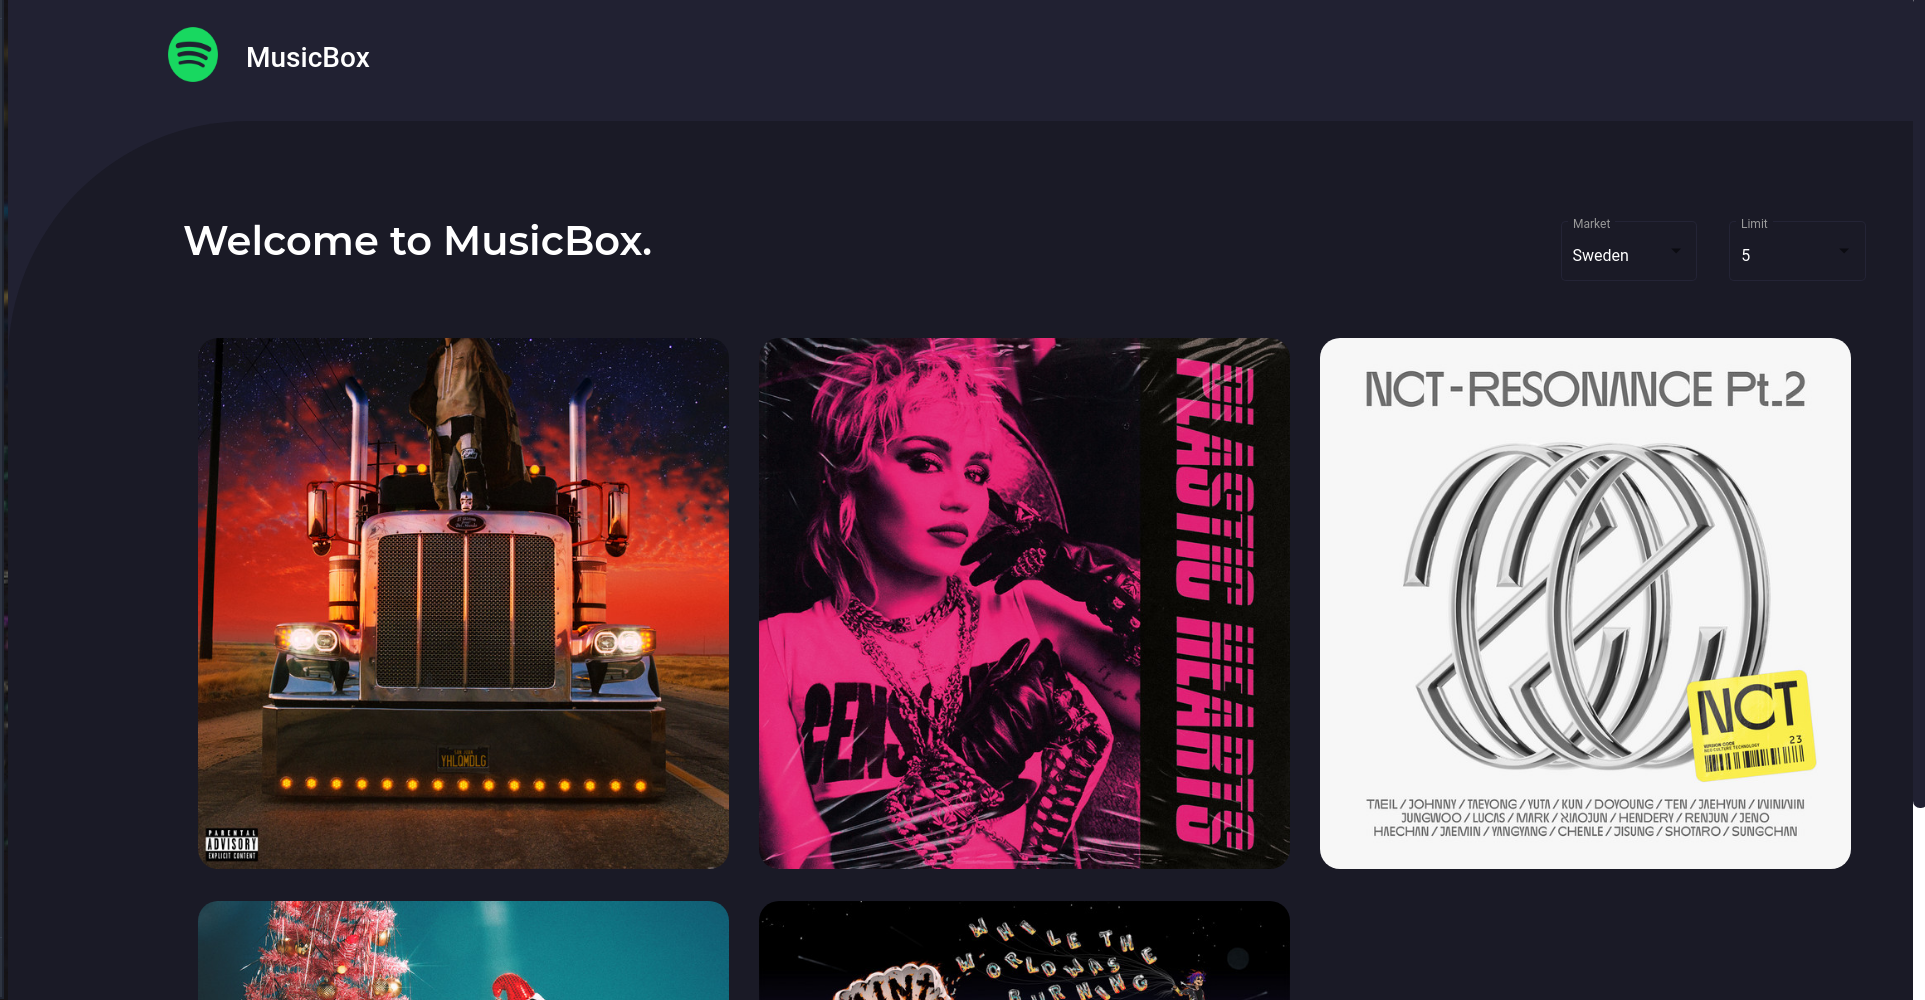 MusicBox
Welcome to MusicBox.
Market
Sweden
Limit
5
YHLQMDLG
PARENTAL
ADVISORY
EXPLICIT CONTENT
PLASTIC HEARTS
NCT - RESONANCE Pt.2
NCT
23
TAEIL / JOHNNY / TAEYONG / YUTA / KUN / DOYOUNG / TEN / JAEHYUN / WINWIN
JUNGWOO / LUCAS / MARK / XIAOJUN / HENDERY / RENJUN / JENO
HAECHAN / JAEMIN / YANGYANG / CHENLE / JISUNG / SHOTARO / SUNGCHAN
WHILE THE
WORLD WAS
BURNING